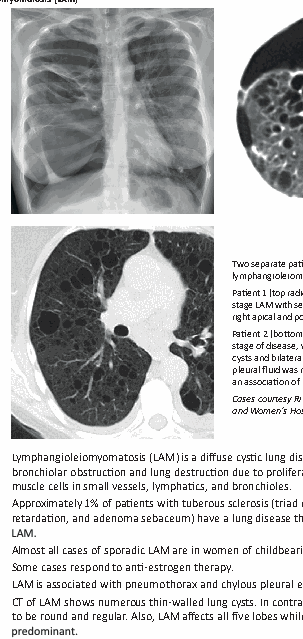 Two separate pati
lymphangioleiom
Patient 1 (top radi
stage LAM with se
right apical and po
Patient 2 (bottom
stage of disease, v
cysts and bilatera
pleural fluid was r
an association of
Cases courtesy Ri
and Women's Hos
Lymphangioleiomyomatosis (LAM) is a diffuse cystic lung dis
bronchiolar obstruction and lung destruction due to prolifera
muscle cells in small vessels, lymphatics, and bronchioles.
Approximately 1% of patients with tuberous sclerosis (triad o
retardation, and adenoma sebaceum) have a lung disease th
LAM.
Almost all cases of sporadic LAM are in women of childbeari
Some cases respond to anti-estrogen therapy.
LAM is associated with pneumothorax and chylous pleural e
CT of LAM shows numerous thin-walled lung cysts. In contra
to be round and regular. Also, LAM affects all five lobes while
predominant.